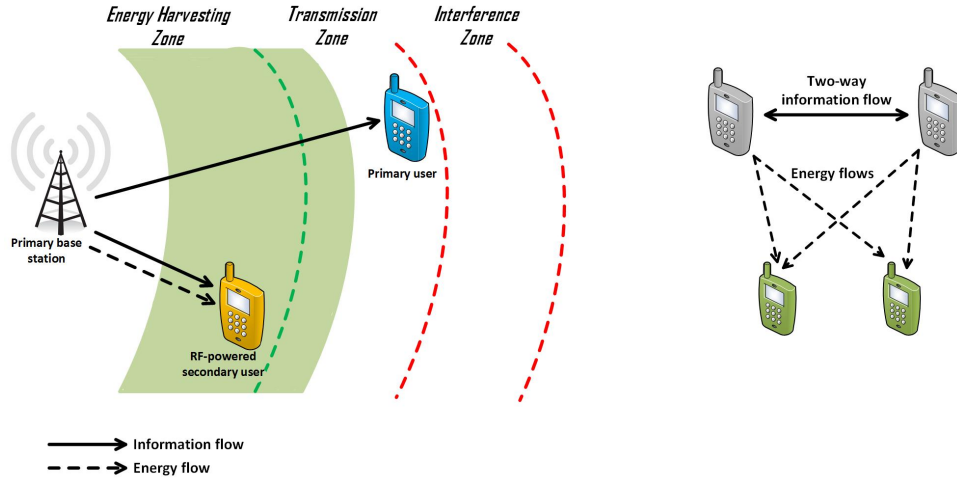 Energy Harvesting
Zone
Transmission
Zone
Interference
Zone
Primary user
Primary base
station
RF-powered
secondary user
Information flow
Energy flow
Two-way
information flow
Energy flows